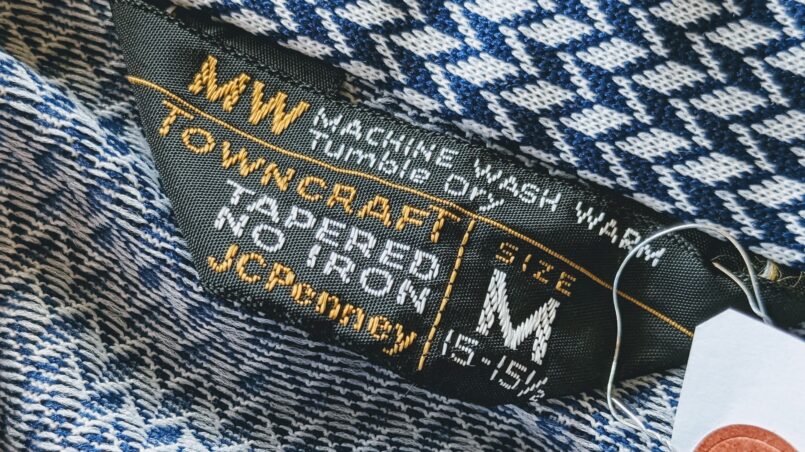 MW
MACHINE WASH WARM
Tumble Dry
TOWNCRAFT
TAPERED
NO IRON
JCPenney
SIZE
M
15-15½